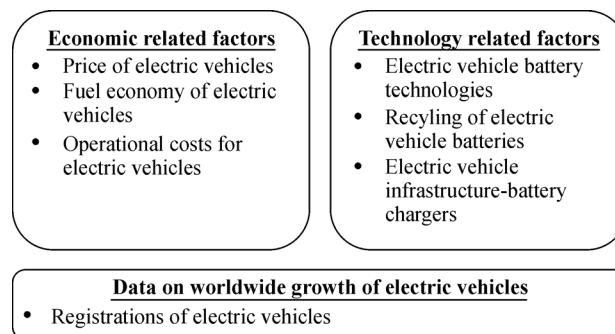 Economic related factors
• Price of electric vehicles
• Fuel economy of electric
vehicles
• Operational costs for
electric vehicles
Technology related factors
• Electric vehicle battery
technologies
• Recyling of electric
vehicle batteries
• Electric vehicle
infrastructure-battery
chargers
Data on worldwide growth of electric vehicles
• Registrations of electric vehicles